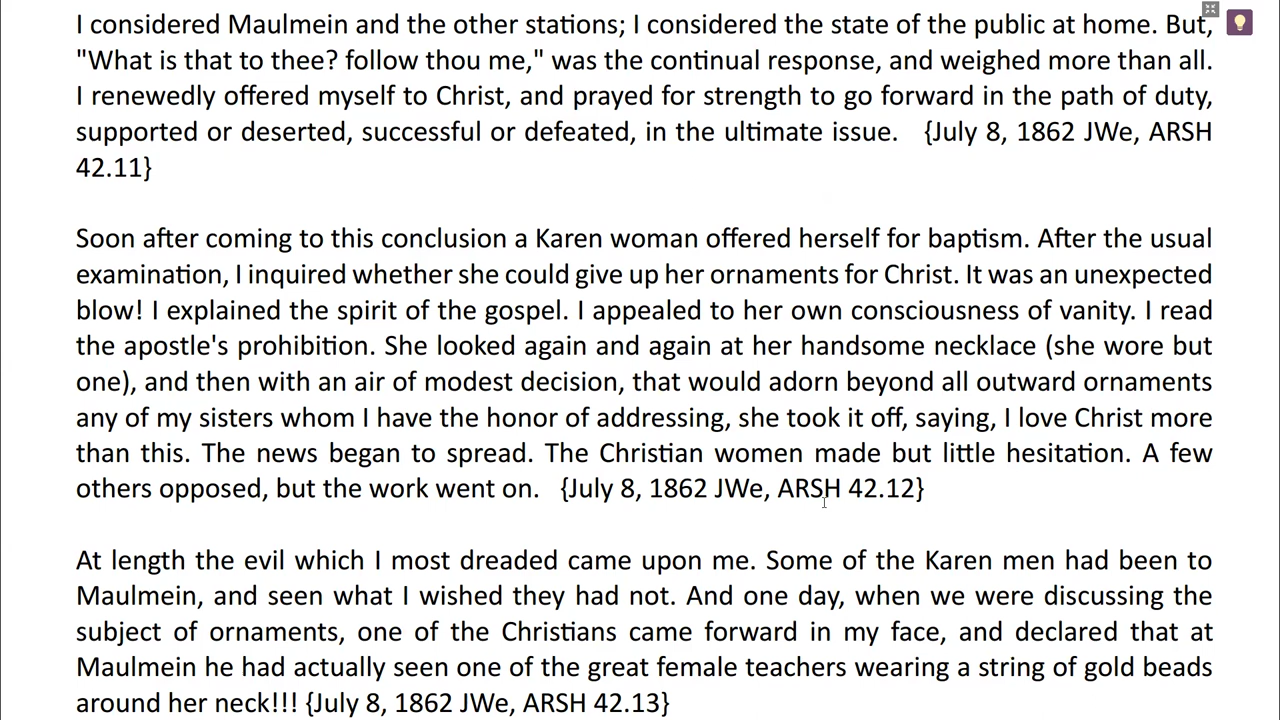 I considered Maulmein and the other stations; I considered the state of the public at home. But,
"What is that to thee? follow thou me," was the continual response, and weighed more than all.
I renewedly offered myself to Christ, and prayed for strength to go forward in the path of duty,
supported or deserted, successful or defeated, in the ultimate issue. {July 8, 1862 JWe, ARSH
42.11}
Soon after coming to this conclusion a Karen woman offered herself for baptism. After the usual
examination, I inquired whether she could give up her ornaments for Christ. It was an unexpected
blow! I explained the spirit of the gospel. I appealed to her own consciousness of vanity. I read
the apostle's prohibition. She looked again and again at her handsome necklace (she wore but
one), and then with an air of modest decision, that would adorn beyond all outward ornaments
any of my sisters whom I have the honor of addressing, she took it off, saying, I love Christ more
than this. The news began to spread. The Christian women made but little hesitation. A few
others opposed, but the work went on. {July 8, 1862 JWe, ARSH 42.12}
At length the evil which I most dreaded came upon me. Some of the Karen men had been to
Maulmein, and seen what I wished they had not. And one day, when we were discussing the
subject of ornaments, one of the Christians came forward in my face, and declared that at
Maulmein he had actually seen one of the great female teachers wearing a string of gold beads
around her neck!!! {July 8, 1862 JWe, ARSH 42.13}